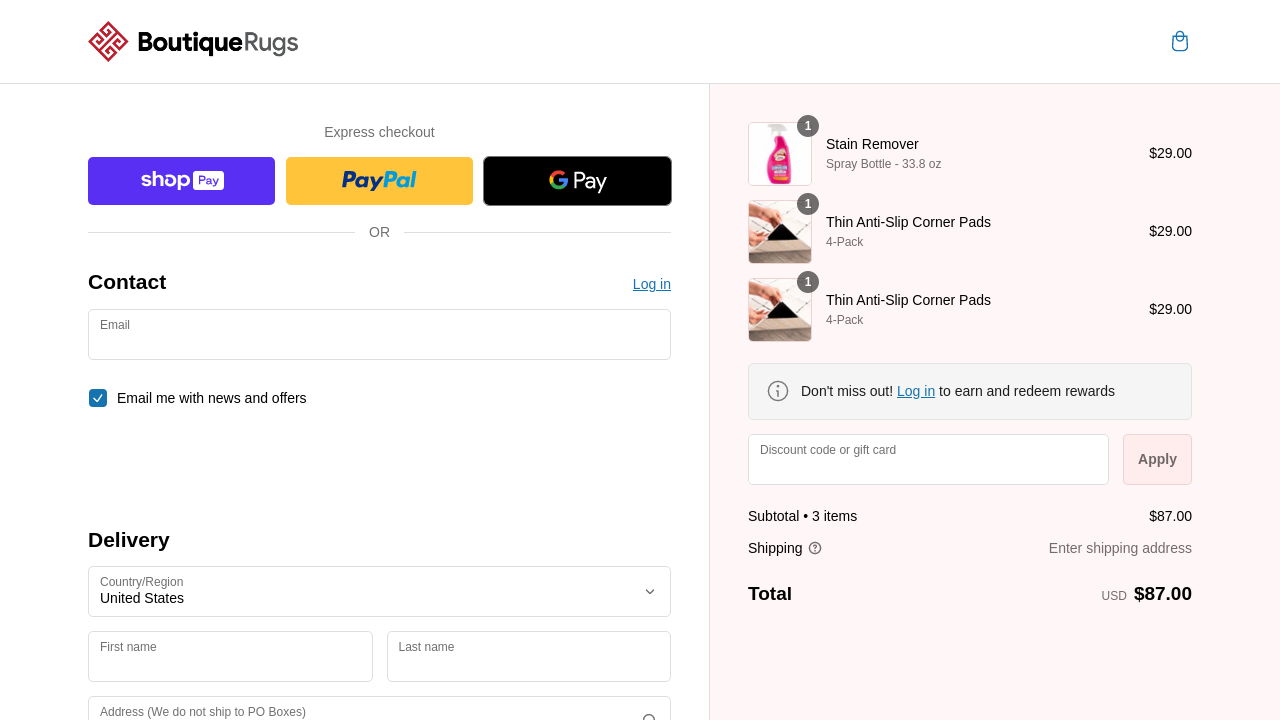 BoutiqueRugs
Express checkout
shop Pay
PayPal
G Pay
OR
Contact
Log in
Email
Email me with news and offers
Delivery
Country/Region
United States
First name
Last name
Address (We do not ship to PO Boxes)
1
Stain Remover
Spray Bottle - 33.8 oz
$29.00
1
Thin Anti-Slip Corner Pads
4-Pack
$29.00
1
Thin Anti-Slip Corner Pads
4-Pack
$29.00
Don't miss out! Log in to earn and redeem rewards
Discount code or gift card
Apply
Subtotal • 3 items
$87.00
Shipping
Enter shipping address
Total
USD $87.00